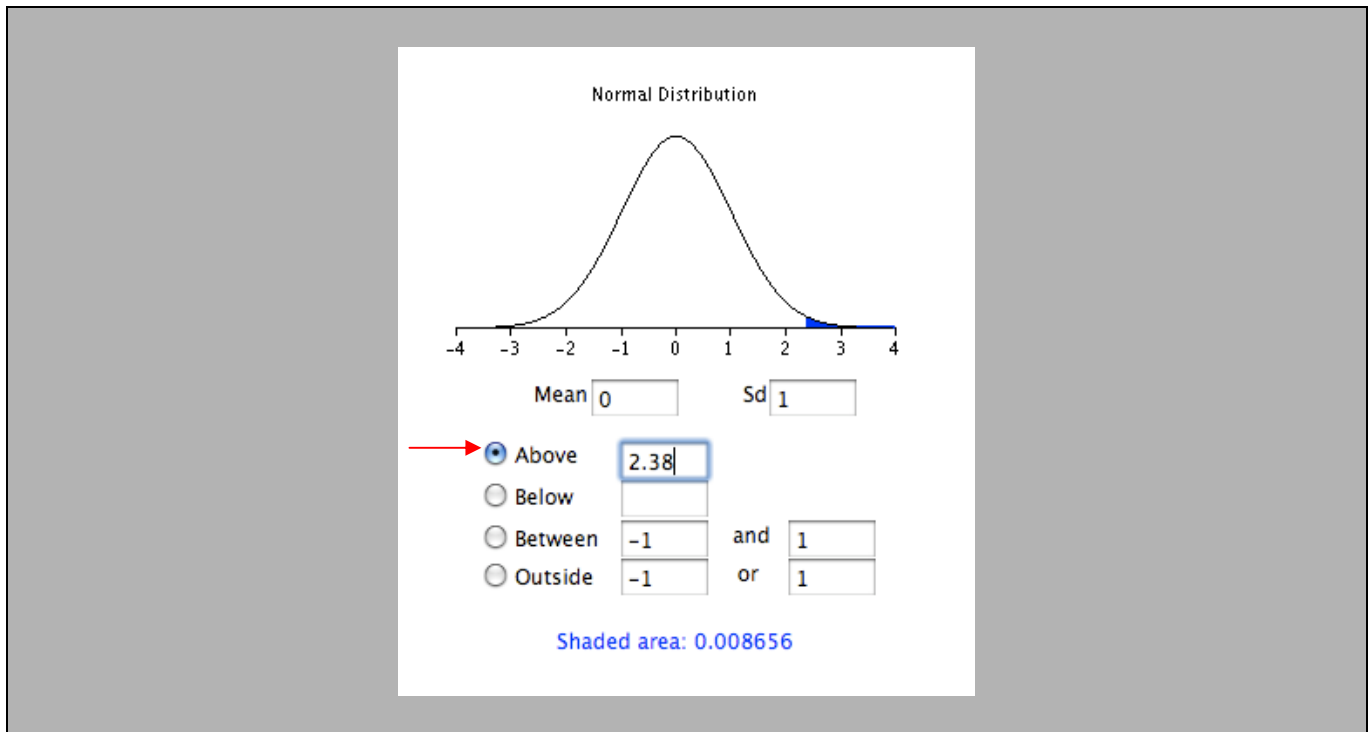 Normal Distribution
-4 -3 -2 -1 0 1 2 3 4
Mean 0 Sd 1
Above 2.38
Below
Between -1 and 1
Outside -1 or 1
Shaded area: 0.008656